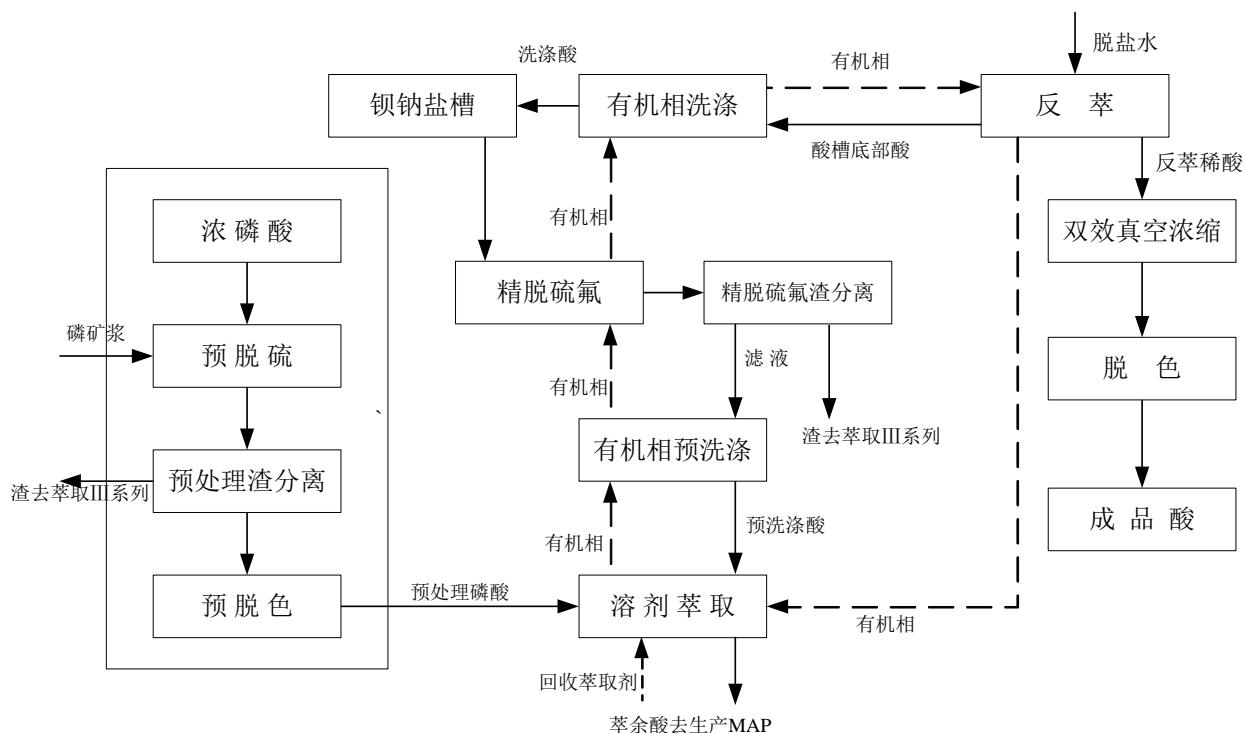 脱盐水
洗涤酸
有机相
钡钠盐槽
有机相洗涤
反 萃
酸槽底部酸
反萃稀酸
有机相
浓磷酸
双效真空浓缩
精脱硫氟
精脱硫氟渣分离
磷矿浆
预脱硫
滤液
脱 色
有机相
`
渣去萃取III系列
有机相预洗涤
预处理渣分离
渣去萃取III系列
成品酸
预洗涤酸
有机相
预脱色
预处理磷酸
溶剂萃取
有机相
回收萃取剂
萃余酸去生产MAP